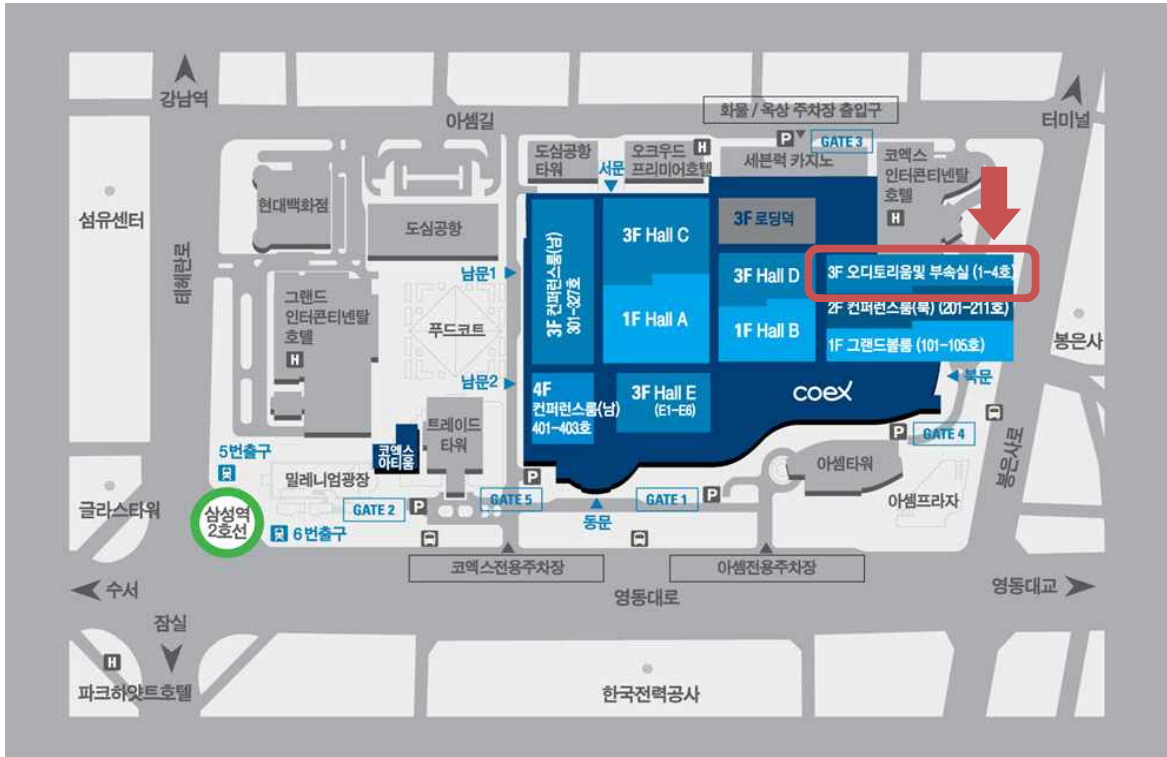 강남역
아셈길
화물 / 옥상 주차장 출입구
P
GATE 3
터미널
섬유센터
테헤란로
현대백화점
도심공항
도심공항
타워
서문
오크우드
프리미어호텔
H
세븐럭 카지노
코엑스
인터콘티넨탈
호텔
H
그랜드
인터콘티넨탈
호텔
H
푸드코트
남문1
남문2
3F 컨퍼런스룸(남)
301-327호
3F Hall C
1F Hall A
3F 로딩덕
3F Hall D
1F Hall B
3F 오디토리움및 부속실 (1-4호)
2F 컨퍼런스룸(북) (201-211호)
1F 그랜드볼룸 (101-105호)
봉은사
북문
4F
컨퍼런스룸(남)
401-403호
3F Hall E
(E1-E6)
coex
트레이드
타워
코엑스
아티움
5번출구
밀레니엄광장
글라스타워
삼성역
2호선
6번출구
GATE 2
P
P
GATE 5
동문
GATE 1
P
아셈타워
P
GATE 4
아셈프라자
봉은사로
코엑스전용주차장
아셈전용주차장
수서
영동대로
영동대교
잠실
H
파크하얏트호텔
한국전력공사